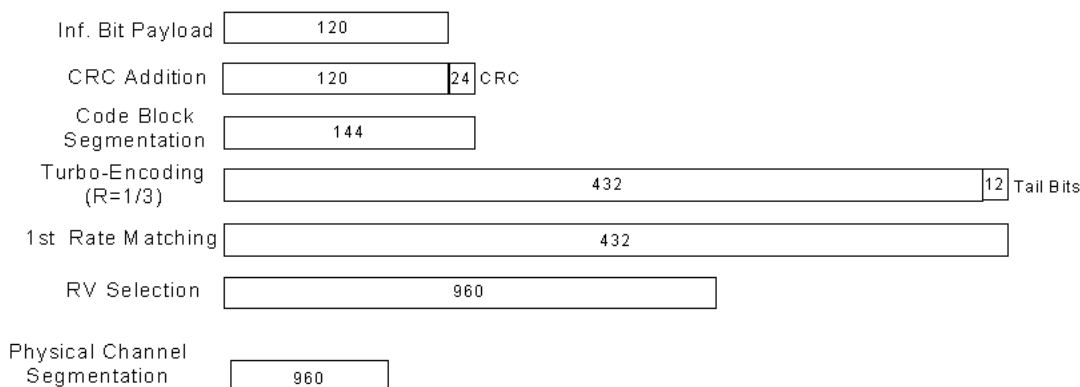 Inf. Bit Payload 120
CRC Addition 120 24 CRC
Code Block
Segmentation 144
Turbo-Encoding
(R=1/3) 432 12 Tail Bits
1st Rate Matching 432
RV Selection 960
Physical Channel
Segmentation 960